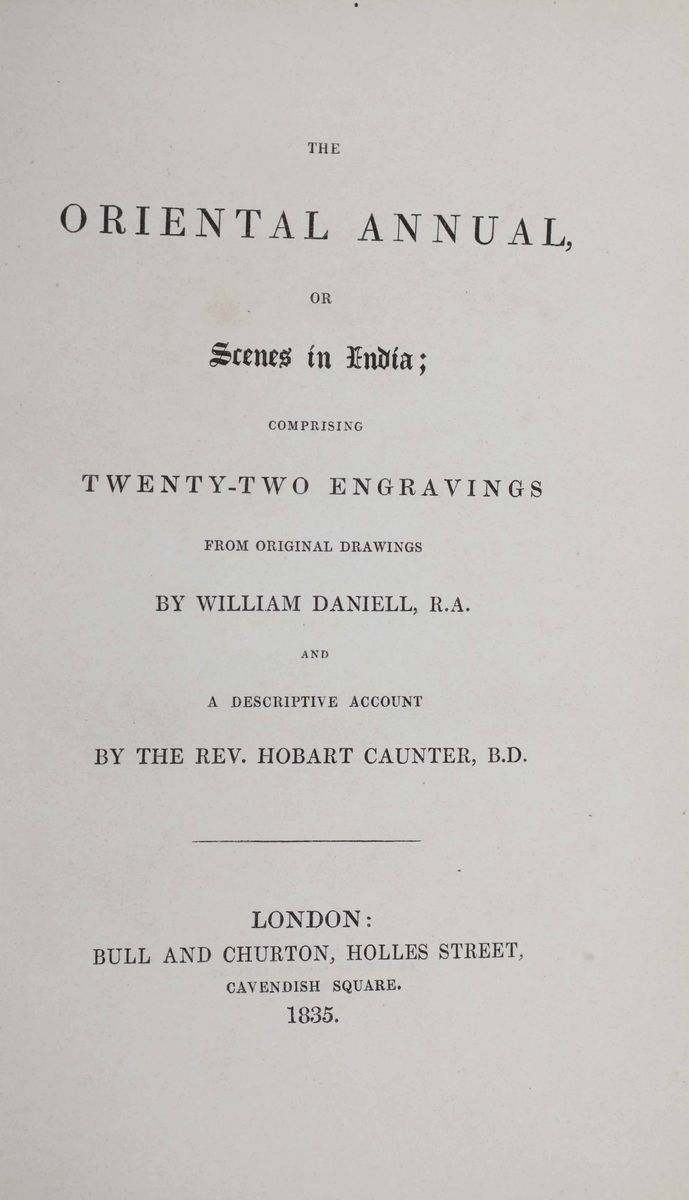 THE
ORIENTAL ANNUAL,
OR
Scenes in India;
COMPRISING
TWENTY-TWO ENGRAVINGS
FROM ORIGINAL DRAWINGS
BY WILLIAM DANIELL, R.A.
AND
A DESCRIPTIVE ACCOUNT
BY THE REV. HOBART CAUNTER, B.D.
LONDON:
BULL AND CHURTON, HOLLES STREET,
CAVENDISH SQUARE.
1835.